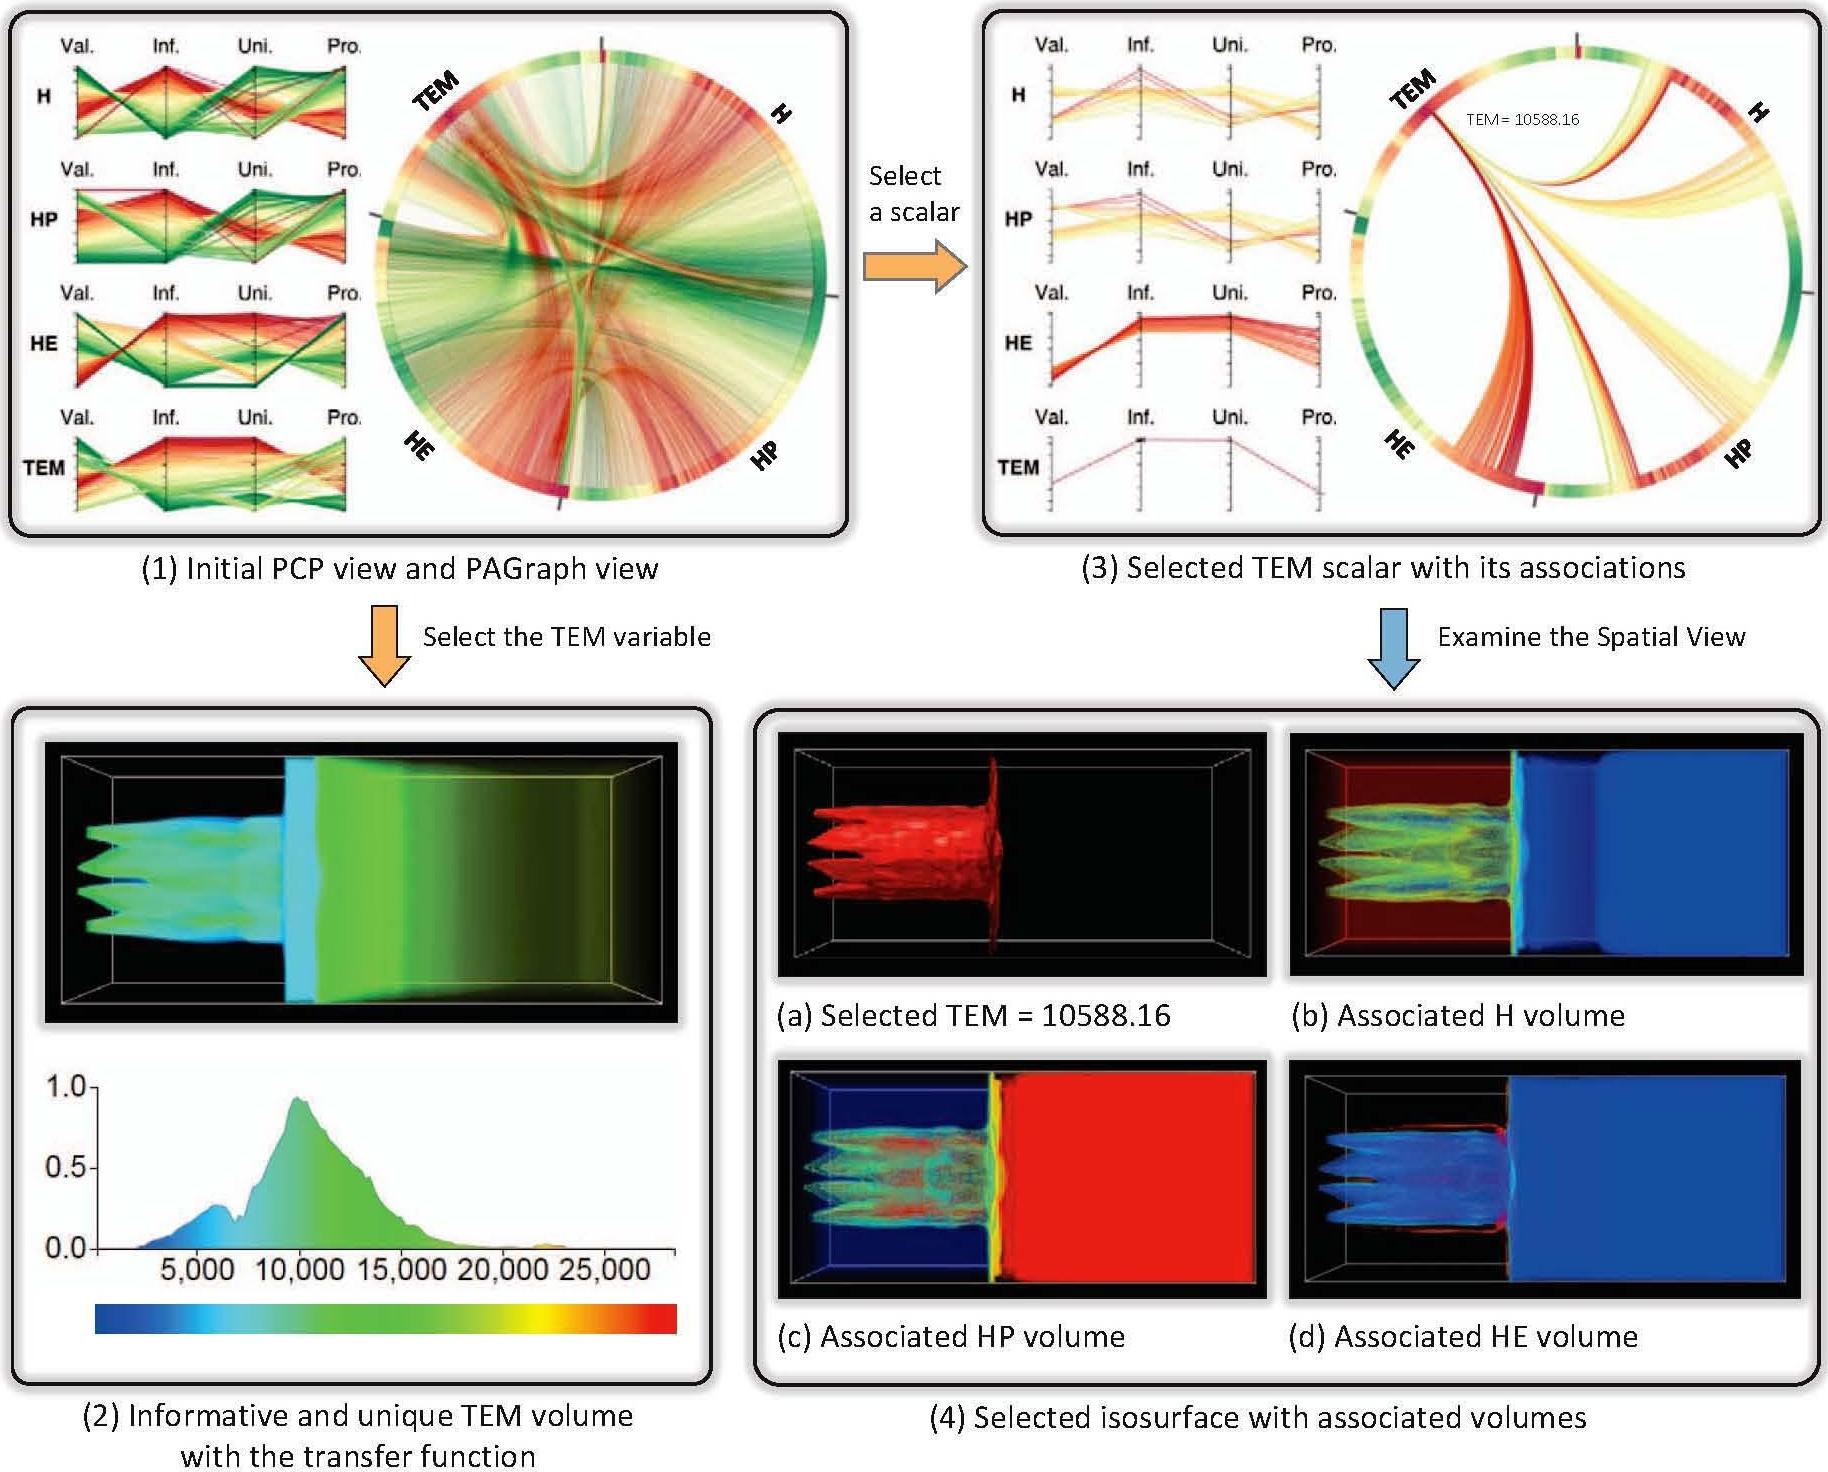 Val. Inf. Uni. Pro.
H
Val. Inf. Uni. Pro.
HP
Val. Inf. Uni. Pro.
HE
Val. Inf. Uni. Pro.
TEM
TEM
H
HE
HP
(1) Initial PCP view and PAGraph view
Select
a scalar
Val. Inf. Uni. Pro.
H
Val. Inf. Uni. Pro.
HP
Val. Inf. Uni. Pro.
HE
Val. Inf. Uni. Pro.
TEM
TEM
TEM= 10588.16
H
HE
HP
(3) Selected TEM scalar with its associations
Select the TEM variable
Examine the Spatial View
1.0
0.5
0.0
5,000 10,000 15,000 20,000 25,000
(2) Informative and unique TEM volume
with the transfer function
(a) Selected TEM = 10588.16
(b) Associated H volume
(c) Associated HP volume
(d) Associated HE volume
(4) Selected isosurface with associated volumes